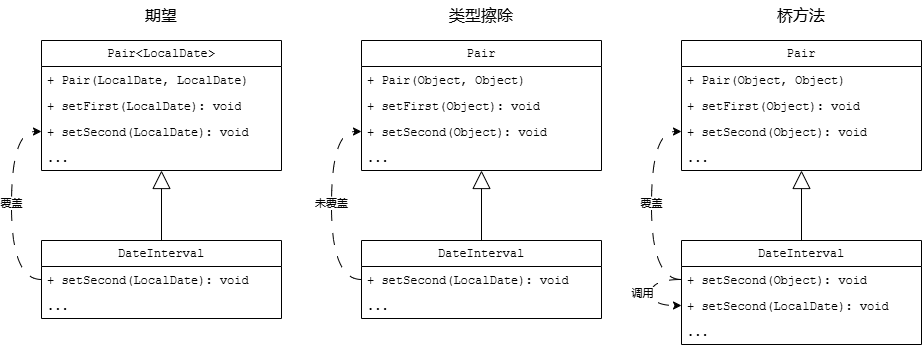 期望
Pair<LocalDate>
+ Pair(LocalDate, LocalDate)
+ setFirst(LocalDate): void
+ setSecond(LocalDate): void
...
覆盖
DateInterval
+ setSecond(LocalDate): void
...
类型擦除
Pair
+ Pair(Object, Object)
+ setFirst(Object): void
+ setSecond(Object): void
...
未覆盖
DateInterval
+ setSecond(LocalDate): void
...
桥方法
Pair
+ Pair(Object, Object)
+ setFirst(Object): void
+ setSecond(Object): void
...
覆盖
DateInterval
+ setSecond(Object): void
调用
+ setSecond(LocalDate): void
...